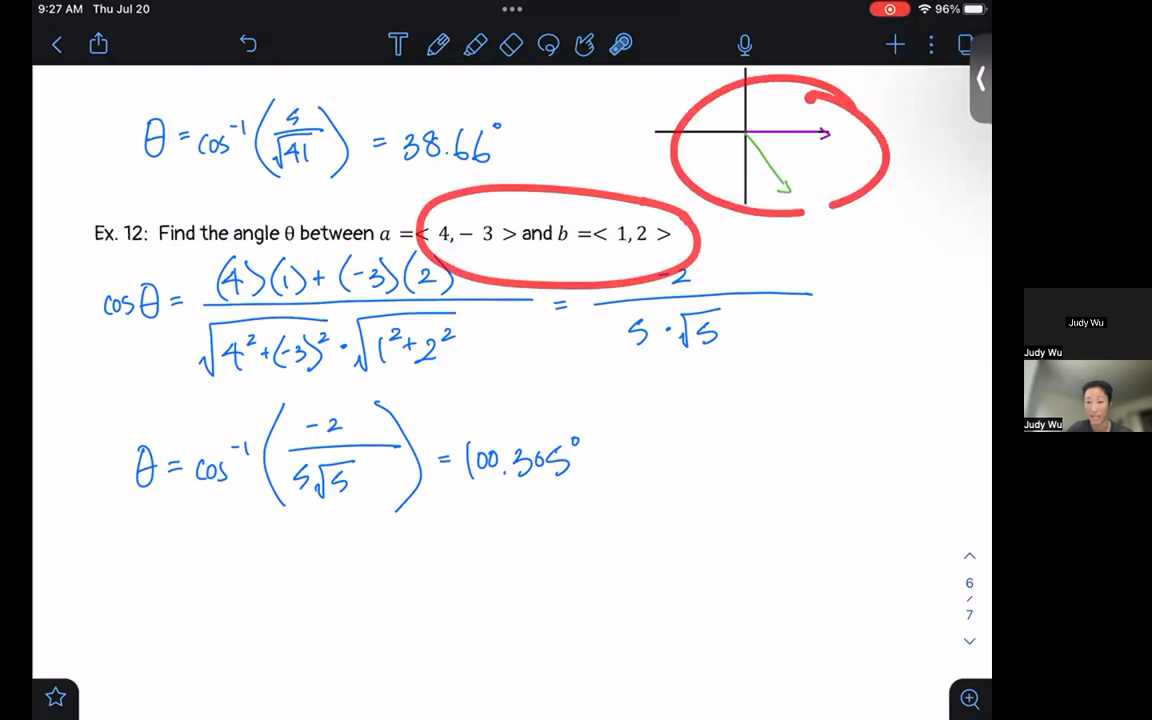 9:27 AM Thu Jul 20
96%
θ = cos⁻¹(5/√41) = 38.66°
Ex. 12: Find the angle θ between a =< 4, − 3 > and b =< 1, 2 >
cosθ = (4)(1) + (-3)(2) / √4²+(-3)² · √1²+2² = -2 / 5 · √5
θ = cos⁻¹(-2 / 5√5) = 100.305°
6
/
7
Judy Wu
Judy Wu
Judy Wu